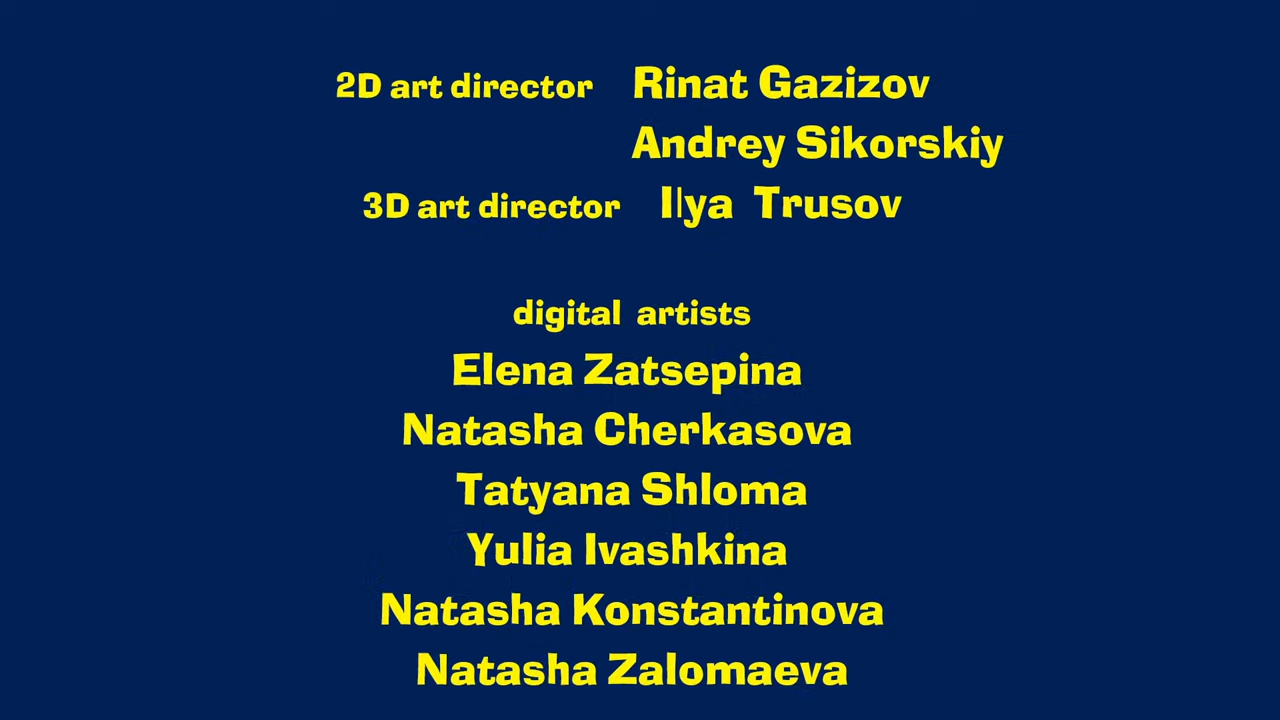 2D art director Rinat Gazizov
Andrey Sikorskiy
3D art director Ilya Trusov
digital artists
Elena Zatsepina
Natasha Cherkasova
Tatyana Shloma
Yulia Ivashkina
Natasha Konstantinova
Natasha Zalomaeva